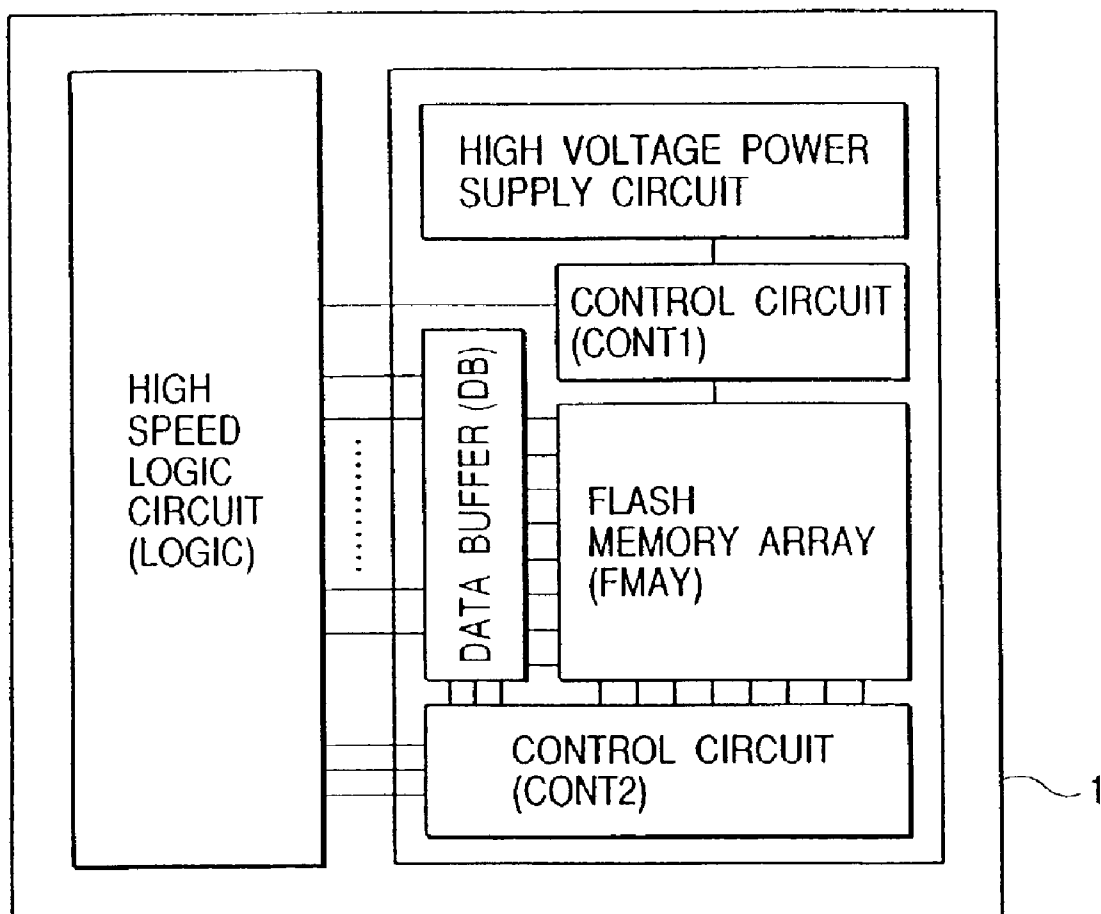 HIGH VOLTAGE POWER
SUPPLY CIRCUIT
CONTROL CIRCUIT
(CONT1)
HIGH
SPEED
LOGIC
CIRCUIT
(LOGIC)
DATA BUFFER (DB)
FLASH
MEMORY ARRAY
(FMAY)
CONTROL CIRCUIT
(CONT2)
1